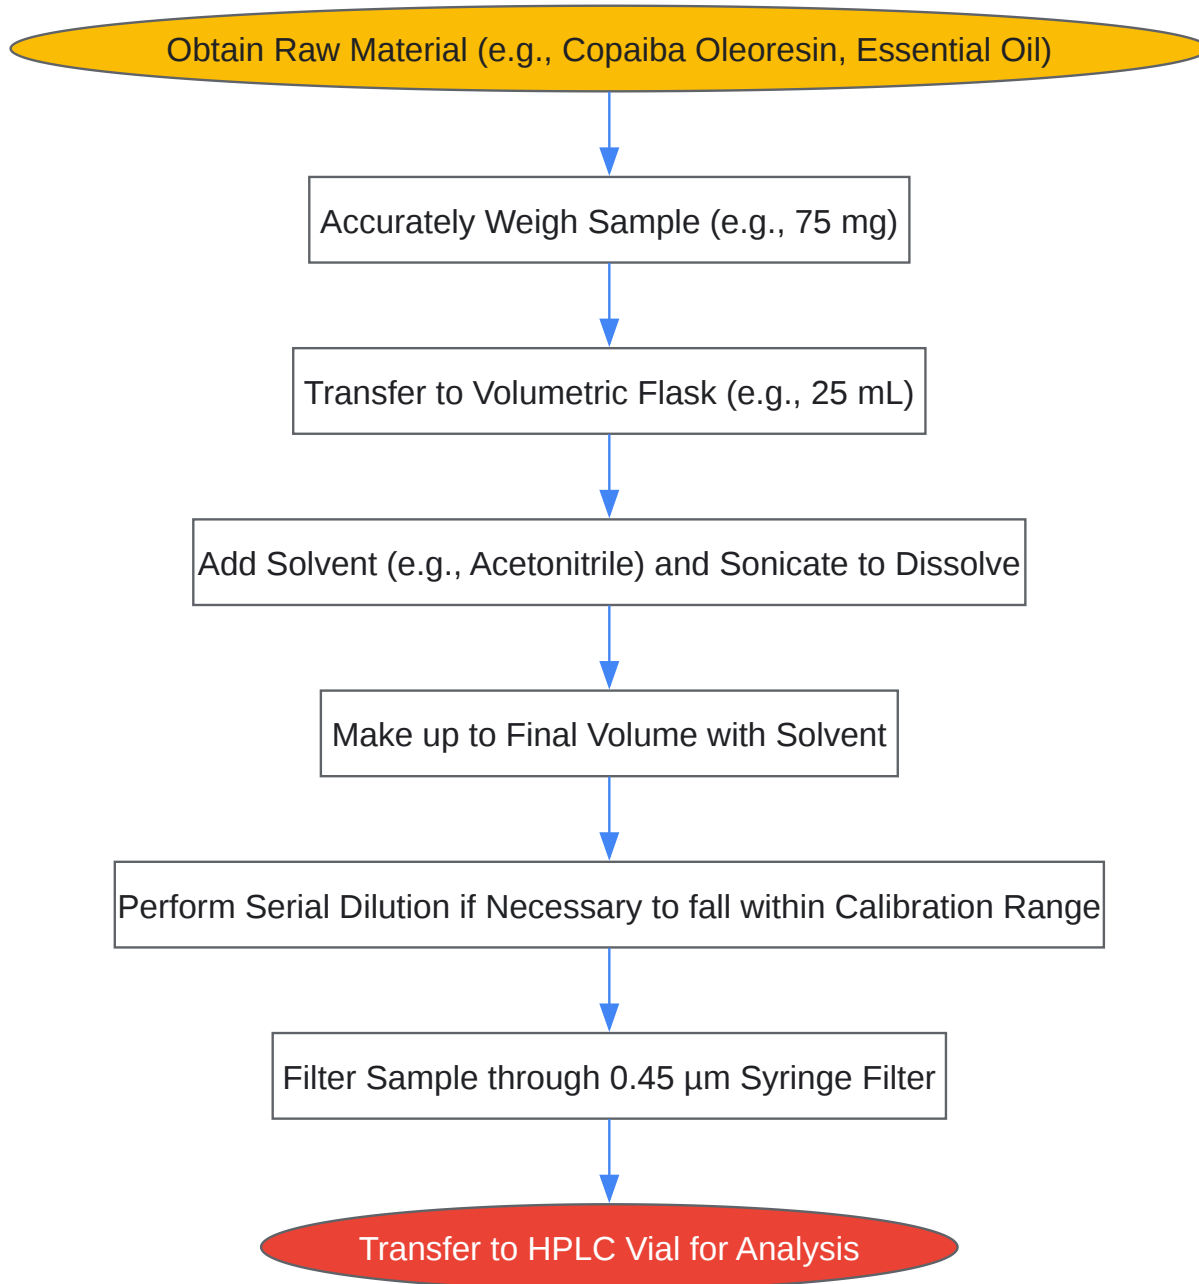 Obtain Raw Material (e.g., Copaiba Oleoresin, Essential Oil)
Accurately Weigh Sample (e.g., 75 mg)
Transfer to Volumetric Flask (e.g., 25 mL)
Add Solvent (e.g., Acetonitrile) and Sonicate to Dissolve
Make up to Final Volume with Solvent
Perform Serial Dilution if Necessary to fall within Calibration Range
Filter Sample through 0.45 µm Syringe Filter
Transfer to HPLC Vial for Analysis